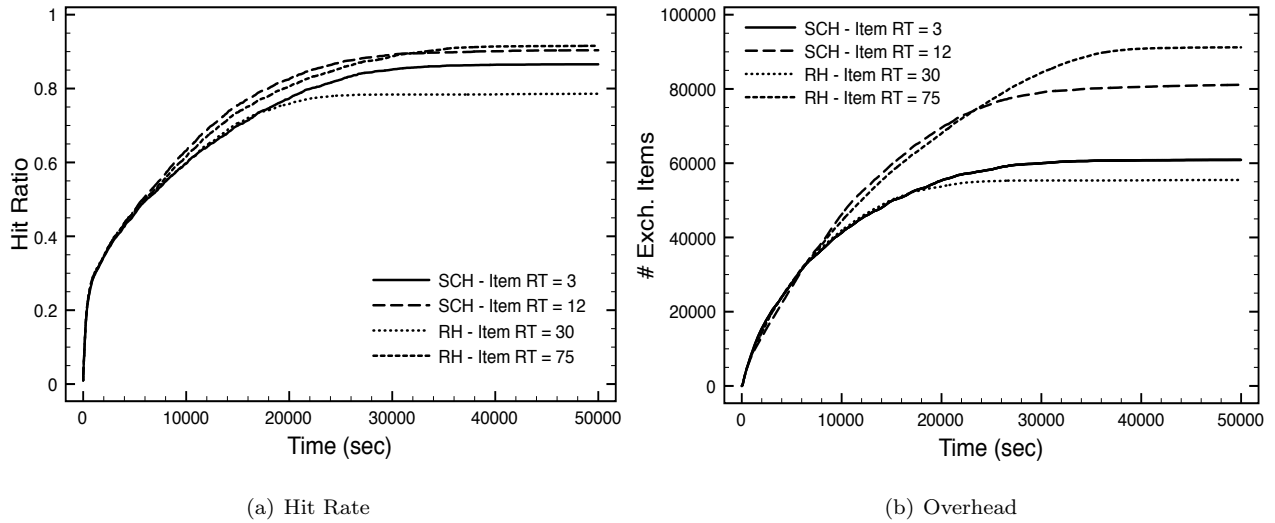 1
0.8
0.6
0.4
0.2
0
Hit Ratio
SCH - Item RT = 3
SCH - Item RT = 12
RH - Item RT = 30
RH - Item RT = 75
0 10000 20000 30000 40000 50000
Time (sec)
(a) Hit Rate
100000
80000
60000
40000
20000
0
# Exch. Items
SCH - Item RT = 3
SCH - Item RT = 12
RH - Item RT = 30
RH - Item RT = 75
0 10000 20000 30000 40000 50000
Time (sec)
(b) Overhead